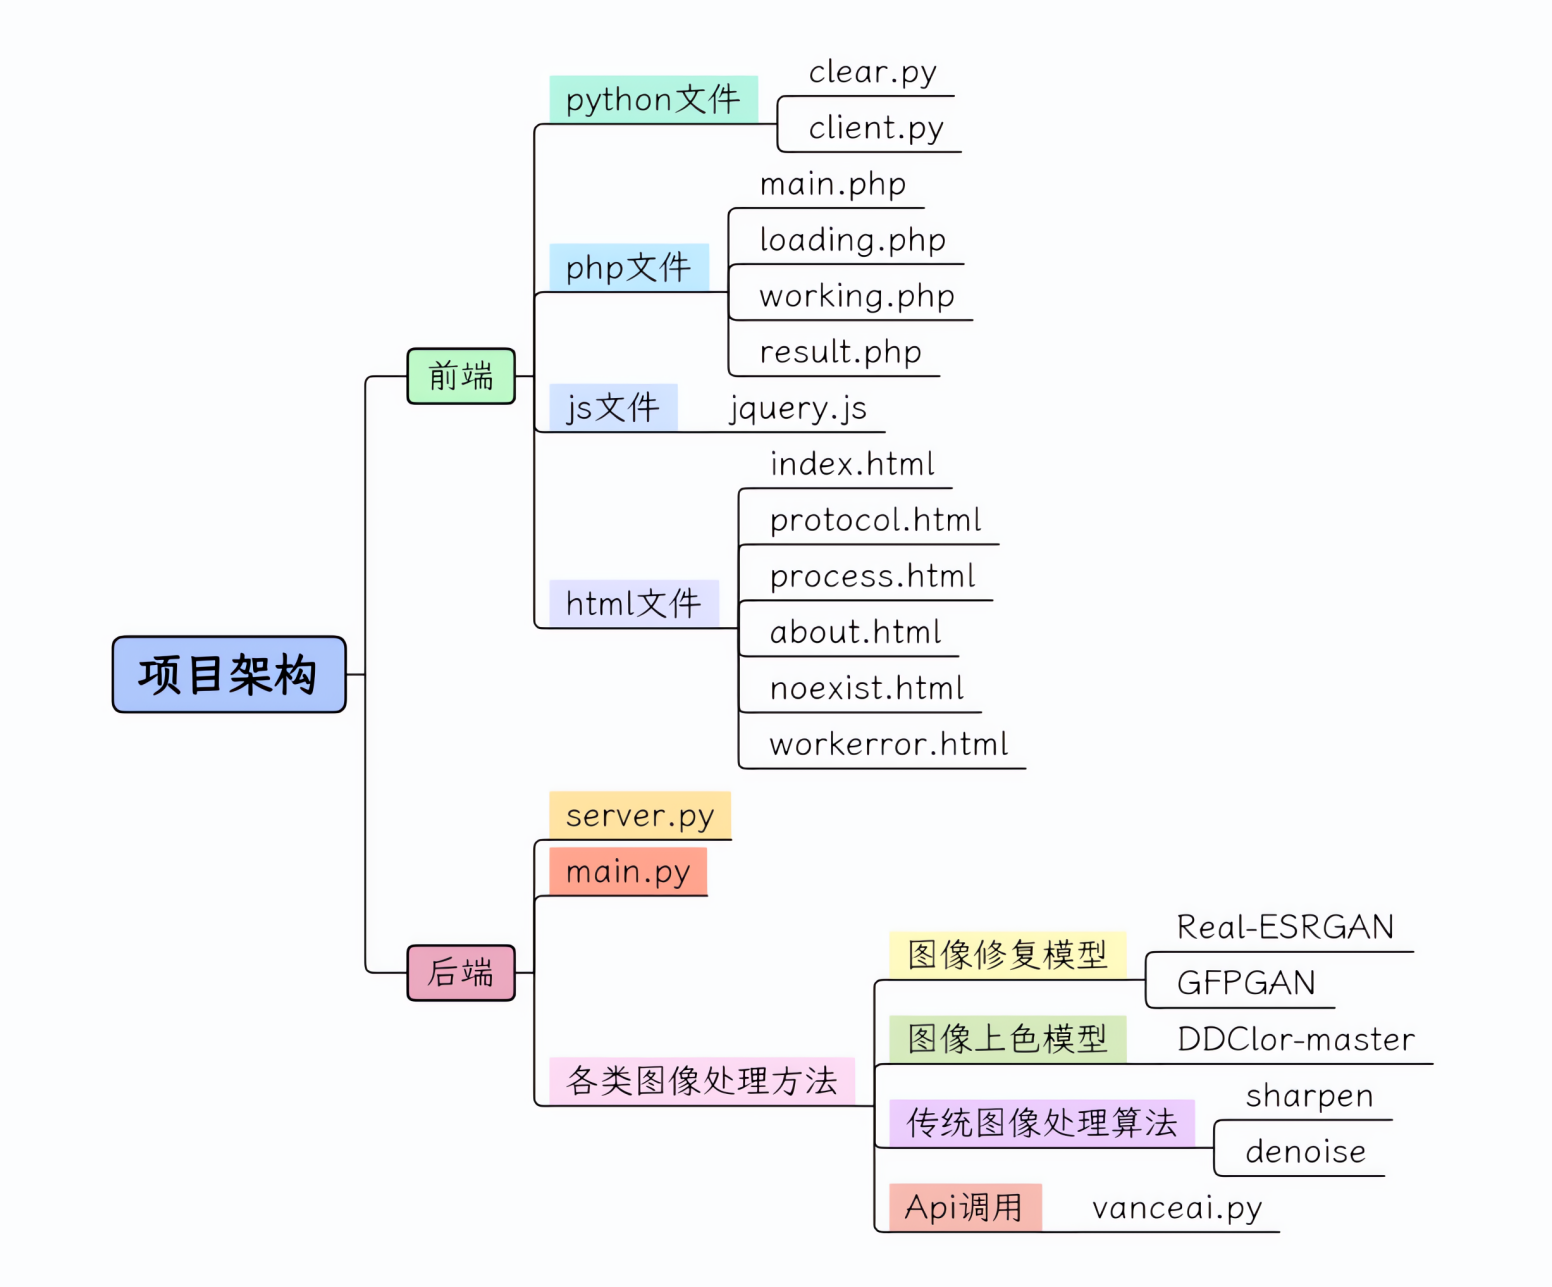 项目架构
前端
python文件
clear.py
client.py
php文件
main.php
loading.php
working.php
result.php
js文件
jquery.js
html文件
index.html
protocol.html
process.html
about.html
noexist.html
workerror.html
后端
server.py
main.py
各类图像处理方法
图像修复模型
Real-ESRGAN
GFPGAN
图像上色模型
DDClor-master
传统图像处理算法
sharpen
denoise
Api调用
vanceai.py